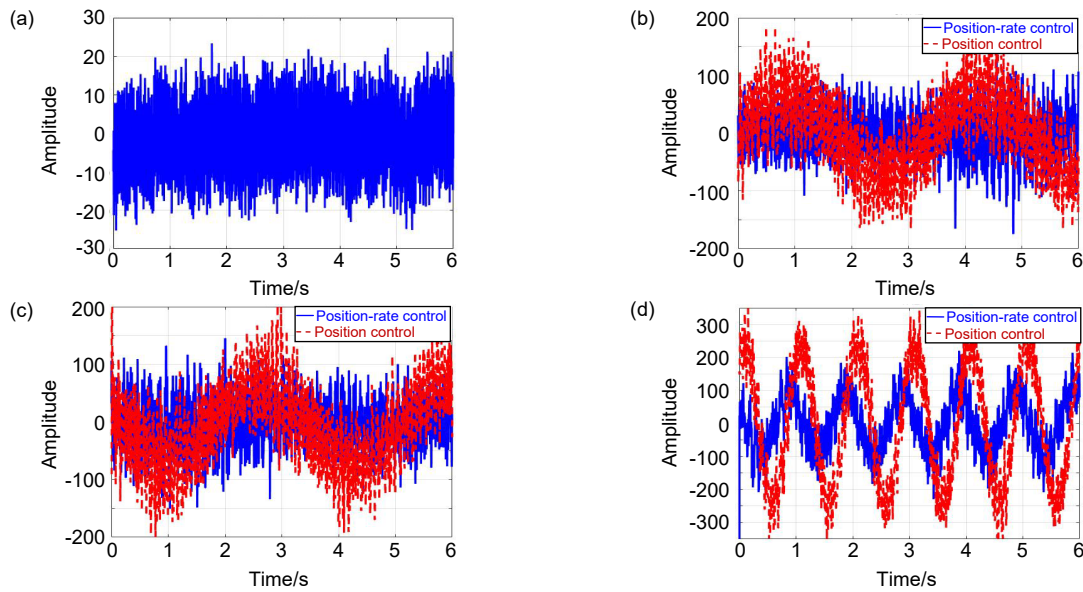 (a)
30
20
10
0
-10
-20
-30
Amplitude
0 1 2 3 4 5 6
Time/s
(b)
200
100
0
-100
-200
Amplitude
Position-rate control
Position control
0 1 2 3 4 5 6
Time/s
(c)
200
100
0
-100
-200
Amplitude
Position-rate control
Position control
0 1 2 3 4 5 6
Time/s
(d)
300
200
100
0
-100
-200
-300
Amplitude
Position-rate control
Position control
0 1 2 3 4 5 6
Time/s